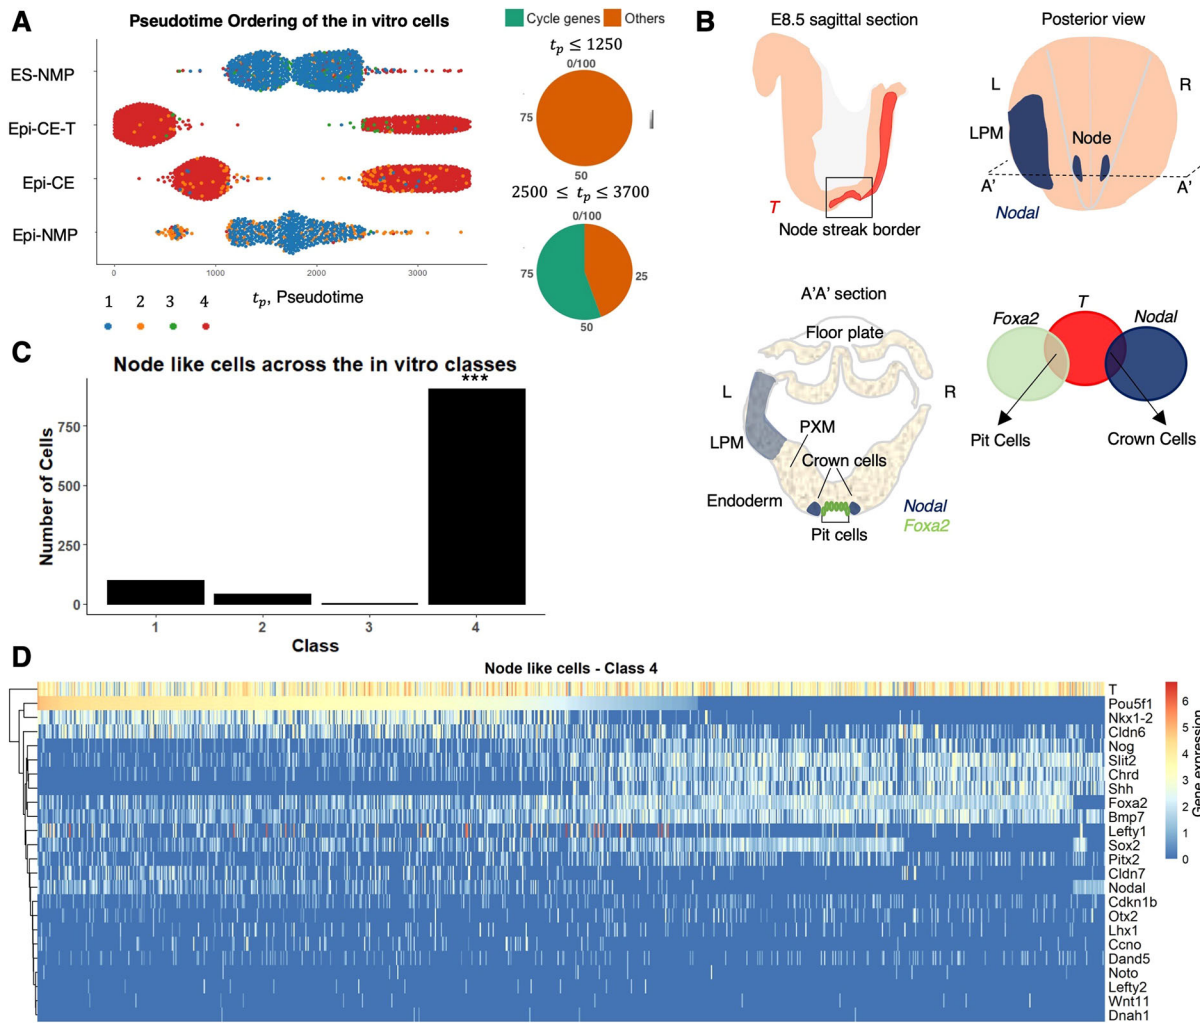 A
Pseudotime Ordering of the in vitro cells
ES-NMP
Epi-CE-T
Epi-CE
Epi-NMP
0
1000
2000
3000
1
2
3
4
tp, Pseudotime
Cycle genes
Others
tp ≤ 1250
0/100
75
50
2500 ≤ tp ≤ 3700
0/100
75
25
50
B
E8.5 sagittal section
T
Node streak border
Posterior view
L
R
LPM
Node
A'
A'
Nodal
A'A' section
Floor plate
L
R
LPM
PXM
Crown cells
Endoderm
Nodal
Foxa2
Pit cells
Foxa2
T
Nodal
Pit Cells
Crown Cells
C
Node like cells across the in vitro classes
***
Number of Cells
750
500
250
0
1
2
3
4
Class
D
Node like cells - Class 4
T
Pou5f1
Nkx1-2
Cldn6
Nog
Slit2
Chrd
Shh
Foxa2
Bmp7
Lefty1
Sox2
Pitx2
Cldn7
Nodal
Cdkn1b
Otx2
Lhx1
Ccno
Dand5
Noto
Lefty2
Wnt11
Dnah1
6
5
4
3
2
1
0
Gene expression